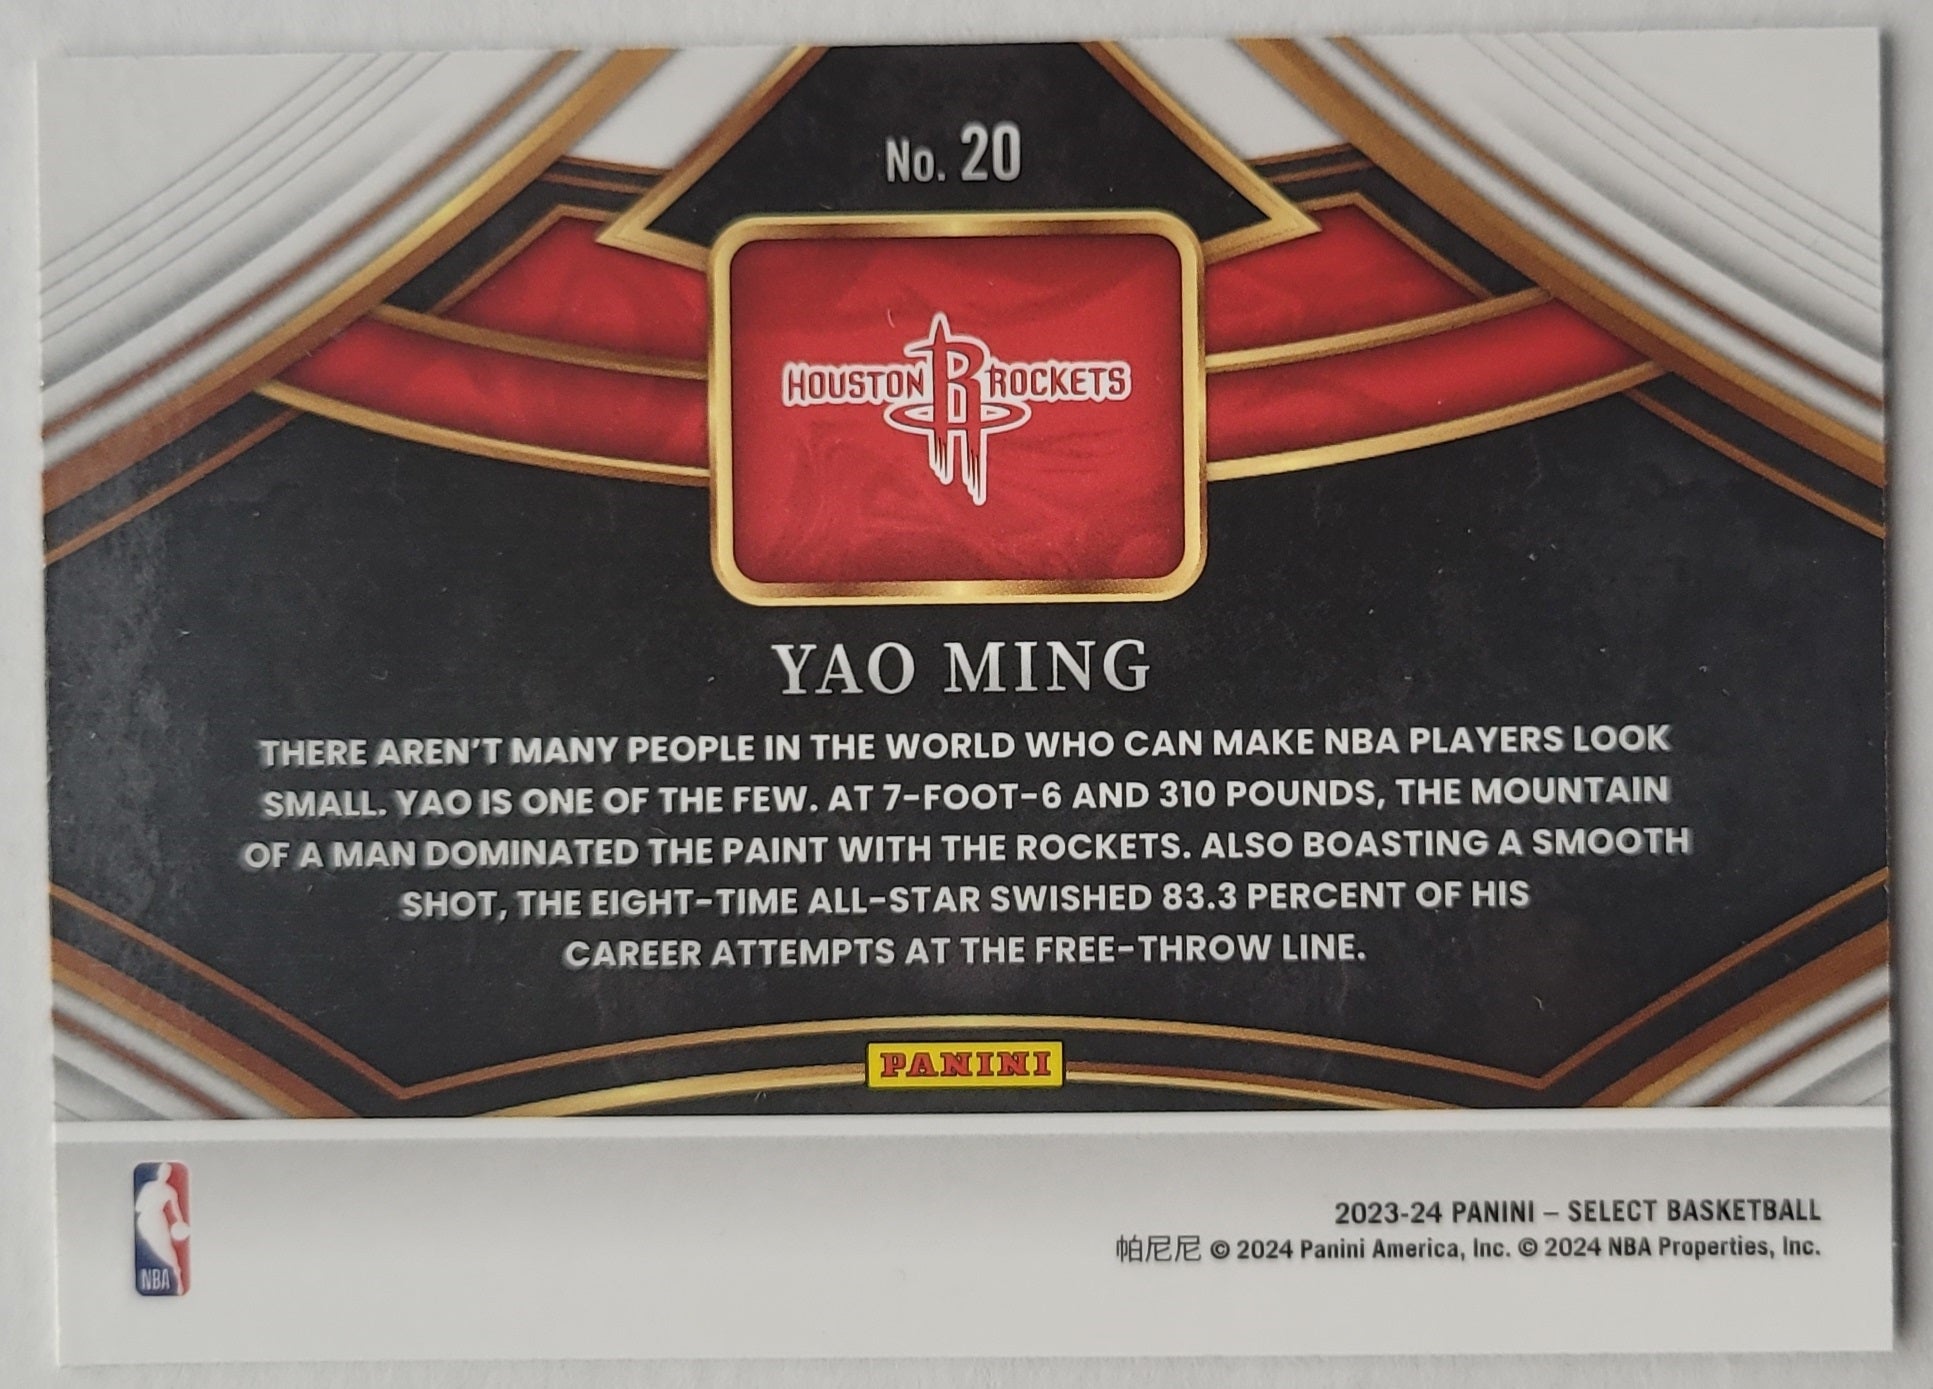 No. 20
HOUSTON R ROCKETS
YAO MING
THERE AREN'T MANY PEOPLE IN THE WORLD WHO CAN MAKE NBA PLAYERS LOOK
SMALL. YAO IS ONE OF THE FEW. AT 7-FOOT-6 AND 310 POUNDS, THE MOUNTAIN
OF A MAN DOMINATED THE PAINT WITH THE ROCKETS. ALSO BOASTING A SMOOTH
SHOT, THE EIGHT-TIME ALL-STAR SWISHED 83.3 PERCENT OF HIS
CAREER ATTEMPTS AT THE FREE-THROW LINE.
PANINI
NBA
2023-24 PANINI – SELECT BASKETBALL
帕尼尼 © 2024 Panini America, Inc. © 2024 NBA Properties, Inc.